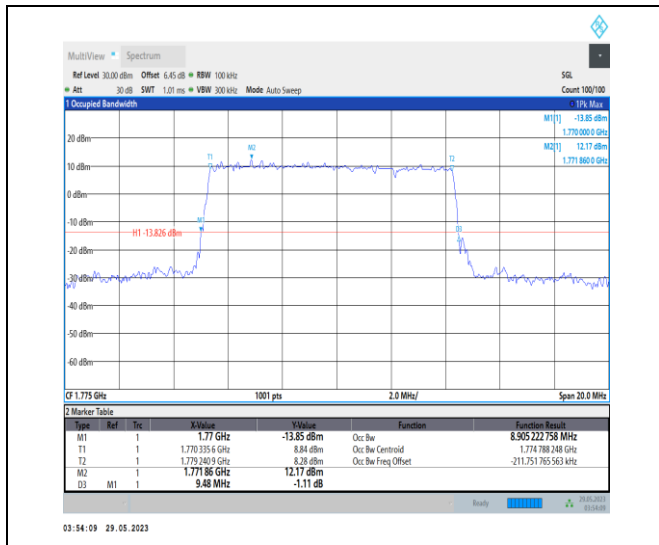 MultiView Spectrum
Ref Level 30.00 dBm Offset 6.45 dB RBW 100 kHz SGL
Att 30 dB SWT 1.01 ms VBW 300 kHz Mode Auto Sweep Count 100/100
1 Occupied Bandwidth 1Pk Max
M1[1] -13.85 dBm
1.770 000 0 GHz
M2[1] 12.17 dBm
1.771 860 0 GHz
20 dBm
M2
T1
T2
10 dBm
0 dBm
-10 dBm
M1
D3
H1 -13.826 dBm
-20 dBm
-30 dBm
-40 dBm
-50 dBm
-60 dBm
CF 1.775 GHz 1001 pts 2.0 MHz/ Span 20.0 MHz
2 Marker Table
Type Ref Trc X-Value Y-Value Function Function Result
M1 1 1.77 GHz -13.85 dBm Occ Bw 8.905 222 758 MHz
T1 1 1.770 335 6 GHz 8.84 dBm Occ Bw Centroid 1.774 788 248 GHz
T2 1 1.779 240 9 GHz 8.28 dBm Occ Bw Freq Offset -211.751 765 563 kHz
M2 1 1.771 86 GHz 12.17 dBm
D3 M1 1 9.48 MHz -1.11 dB
Ready 29.05.2023
03:54:09
03:54:09 29.05.2023